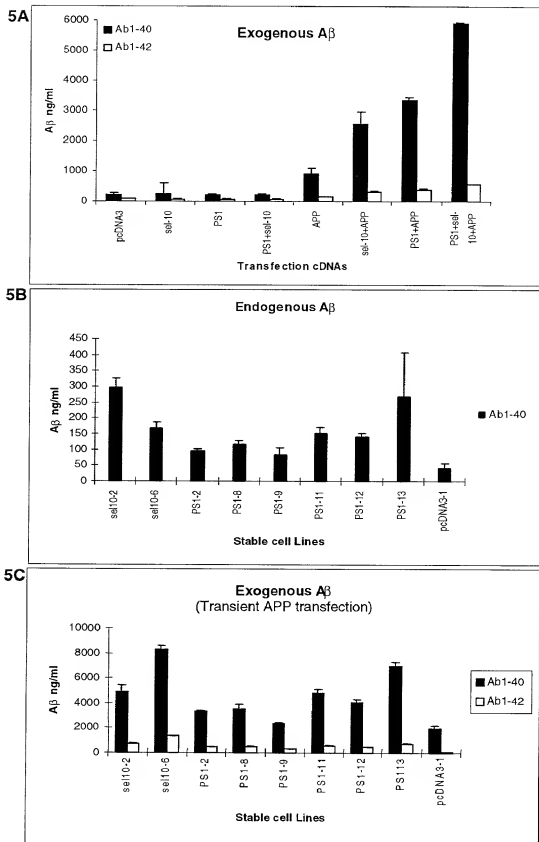 5A
Exogenous Aβ
Ab1-40
Ab1-42
Aβ ng/ml
6000
5000
4000
3000
2000
1000
0
pcDNA3
sel-10
PS1
PS1+sel-10
APP
sel-10+APP
PS1+APP
PS1+sel-
10+APP
Transfection cDNAs
5B
Endogenous Aβ
Aβ ng/ml
450
400
350
300
250
200
150
100
50
0
Ab1-40
sel10-2
sel10-6
PS1-2
PS1-8
PS1-9
PS1-11
PS1-12
PS1-13
pcDNA3-1
Stable cell Lines
5C
Exogenous Aβ
(Transient APP transfection)
Aβ ng/ml
10000
8000
6000
4000
2000
0
Ab1-40
Ab1-42
sel10-2
sel10-6
PS1-2
PS1-8
PS1-9
PS1-11
PS1-12
PS113
pcDNA3-1
Stable cell Lines